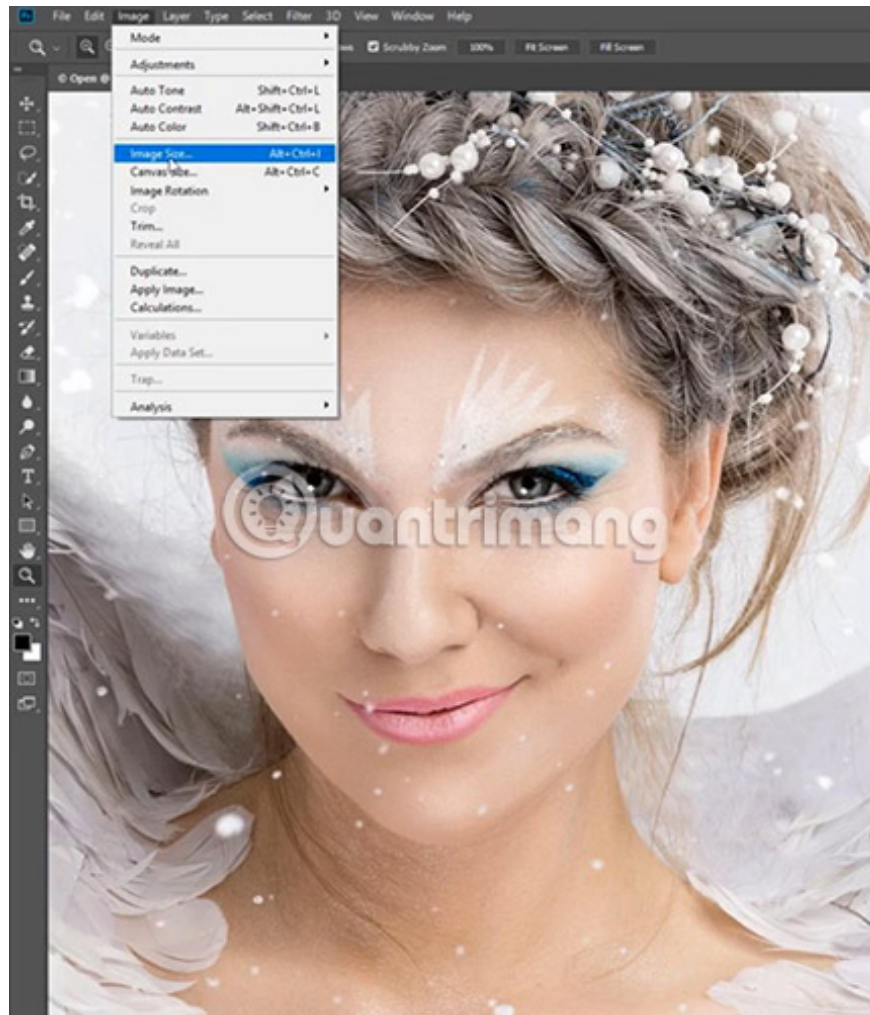 Ps File Edit Image Layer Type Select Filter 3D View Window Help
Scrubby Zoom 100% Fit Screen Fill Screen
© Open @
Mode
Adjustments
Auto Tone Shift+Ctrl+L
Auto Contrast Alt+Shift+Ctrl+L
Auto Color Shift+Ctrl+B
Image Size... Alt+Ctrl+I
Canvas Size... Alt+Ctrl+C
Image Rotation
Crop
Trim...
Reveal All
Duplicate...
Apply Image...
Calculations...
Variables
Apply Data Set...
Trap...
Analysis
Quantrimang